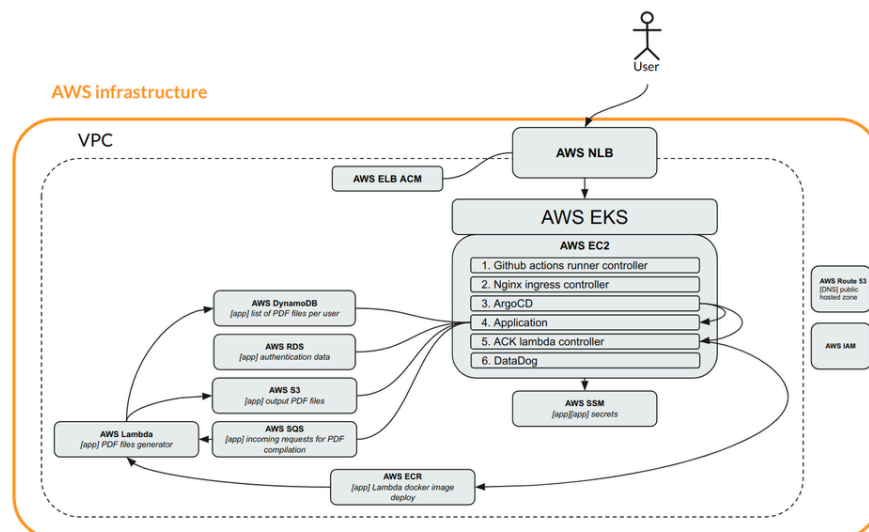 User
AWS infrastructure
VPC
AWS NLB
AWS ELB ACM
AWS EKS
AWS EC2
1. Github actions runner controller
2. Nginx ingress controller
3. ArgoCD
4. Application
5. ACK lambda controller
6. DataDog
AWS Route 53
[DNS] public
hosted zone
AWS IAM
AWS DynamoDB
[app] list of PDF files per user
AWS RDS
[app] authentication data
AWS S3
[app] output PDF files
AWS SSM
[app][app] secrets
AWS Lambda
[app] PDF files generator
AWS SQS
[app] incoming requests for PDF
compilation
AWS ECR
[app] Lambda docker image
deploy